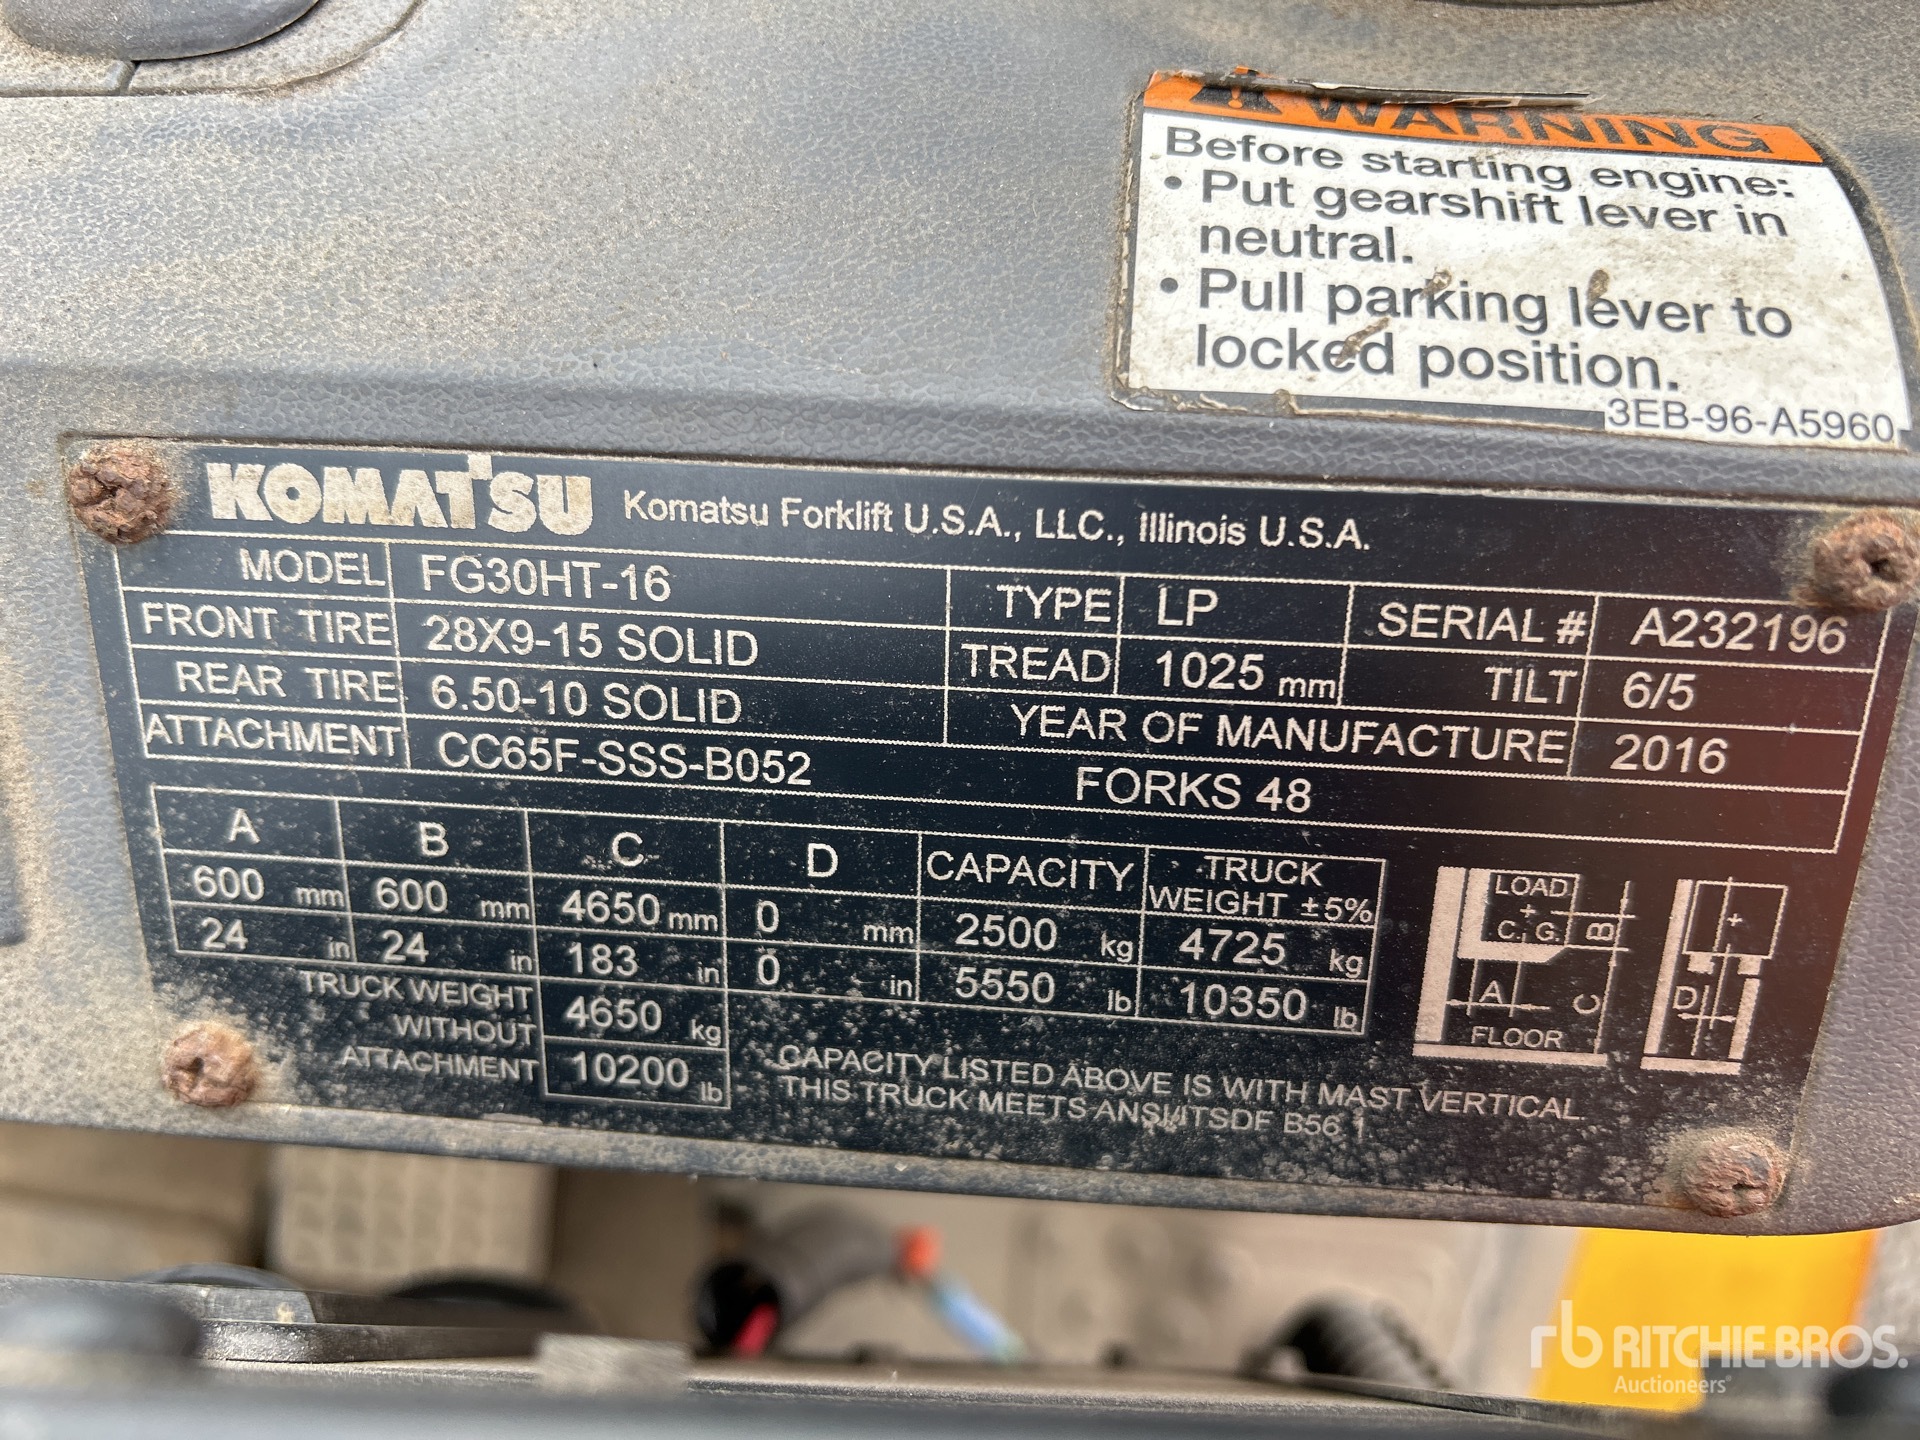 WARNING
Before starting engine:
• Put gearshift lever in
neutral.
• Pull parking lever to
locked position.
3EB-96-A5960
KOMATSU Komatsu Forklift U.S.A., LLC., Illinois U.S.A.
MODEL FG30HT-16 TYPE LP SERIAL # A232196
FRONT TIRE 28X9-15 SOLID TREAD 1025 mm TILT 6/5
REAR TIRE 6.50-10 SOLID YEAR OF MANUFACTURE 2016
ATTACHMENT CC65F-SSS-B052 FORKS 48
A B C D CAPACITY TRUCK WEIGHT ±5%
600 mm 600 mm 4650 mm 0 mm 2500 kg 4725 kg
24 in 24 in 183 in 0 in 5550 lb 10350 lb
TRUCK WEIGHT
WITHOUT
ATTACHMENT
4650 kg
10200 lb
CAPACITY LISTED ABOVE IS WITH MAST VERTICAL.
THIS TRUCK MEETS ANSI/ITSDF B56.1
LOAD
+
C. G.
B
A
C
FLOOR
+
D
rb RITCHIE BROS.
Auctioneers